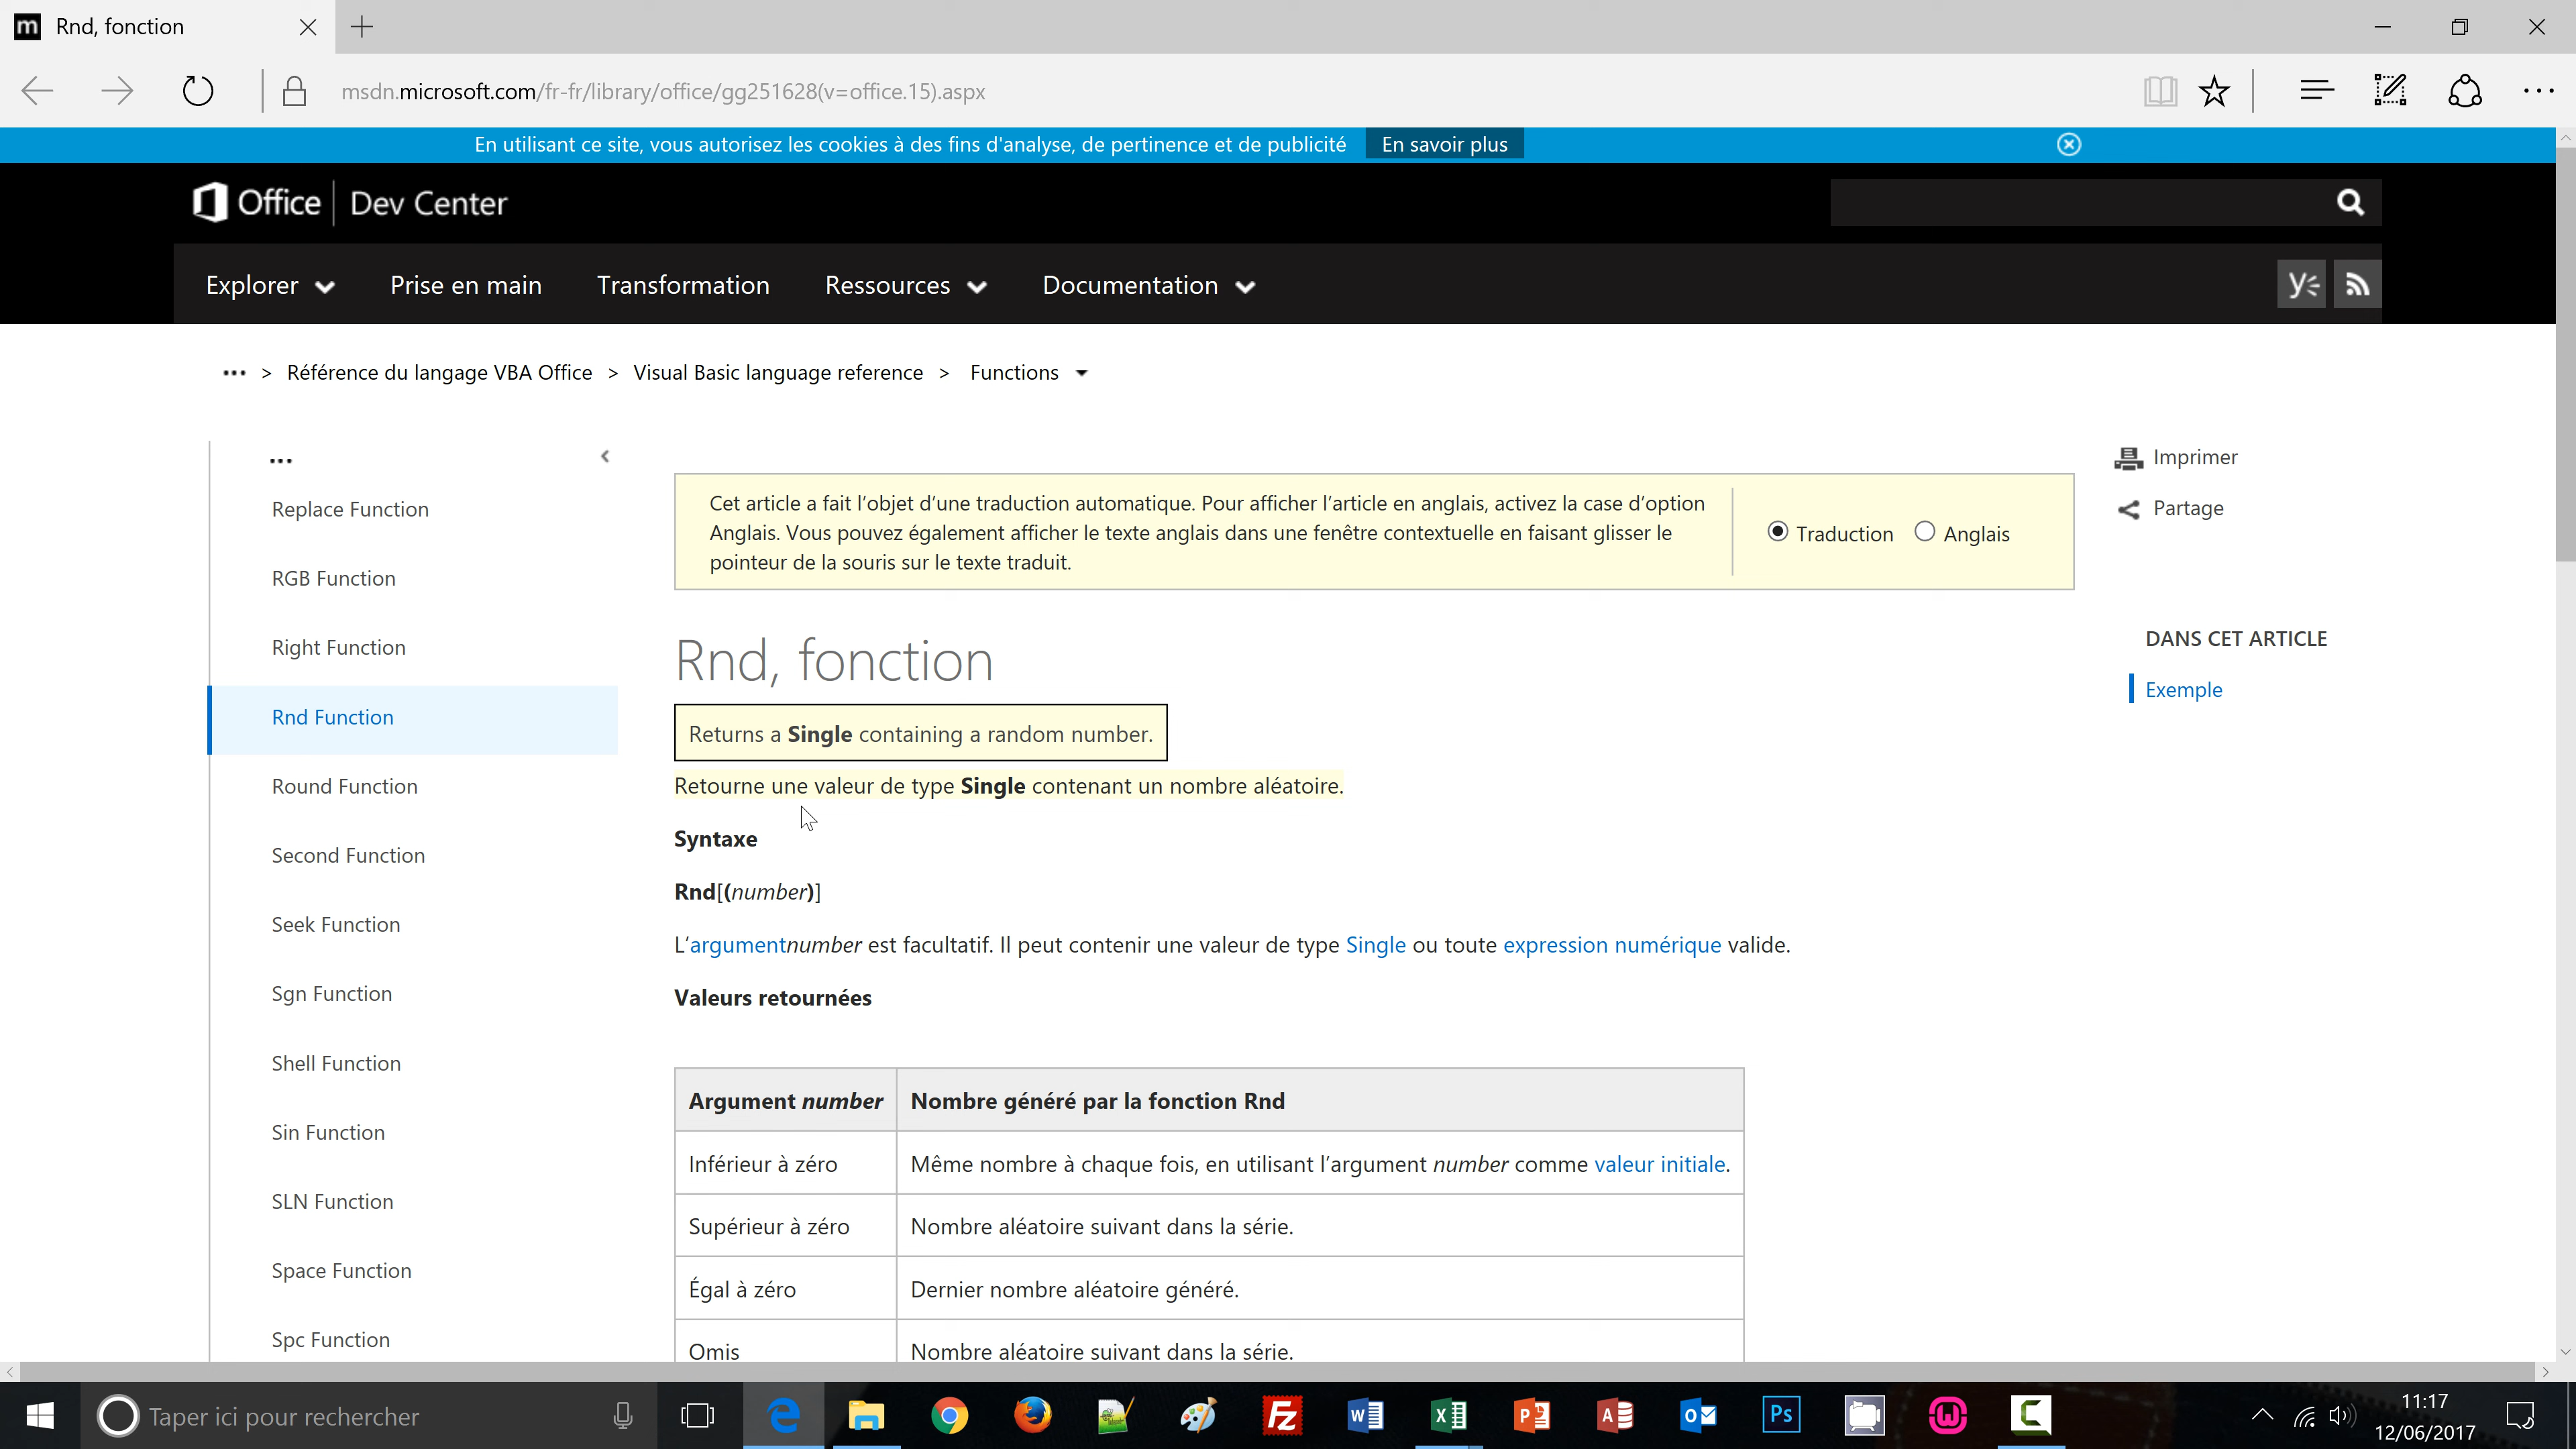 Rnd, fonction
msdn.microsoft.com/fr-fr/library/office/gg251628(v=office.15).aspx
En utilisant ce site, vous autorisez les cookies à des fins d'analyse, de pertinence et de publicité En savoir plus
Office Dev Center
Explorer Prise en main Transformation Ressources Documentation
••• > Référence du langage VBA Office > Visual Basic language reference > Functions
•••
Replace Function
RGB Function
Right Function
Rnd Function
Round Function
Second Function
Seek Function
Sgn Function
Shell Function
Sin Function
SLN Function
Space Function
Spc Function
Cet article a fait l’objet d’une traduction automatique. Pour afficher l’article en anglais, activez la case d’option
Anglais. Vous pouvez également afficher le texte anglais dans une fenêtre contextuelle en faisant glisser le
pointeur de la souris sur le texte traduit.
Traduction Anglais
Rnd, fonction
Returns a Single containing a random number.
Retourne une valeur de type Single contenant un nombre aléatoire.
Syntaxe
Rnd[(number)]
L’argumentnumber est facultatif. Il peut contenir une valeur de type Single ou toute expression numérique valide.
Valeurs retournées
Argument number Nombre généré par la fonction Rnd
Inférieur à zéro Même nombre à chaque fois, en utilisant l’argument number comme valeur initiale.
Supérieur à zéro Nombre aléatoire suivant dans la série.
Égal à zéro Dernier nombre aléatoire généré.
Omis Nombre aléatoire suivant dans la série.
Imprimer
Partage
DANS CET ARTICLE
Exemple
Taper ici pour rechercher
11:17
12/06/2017